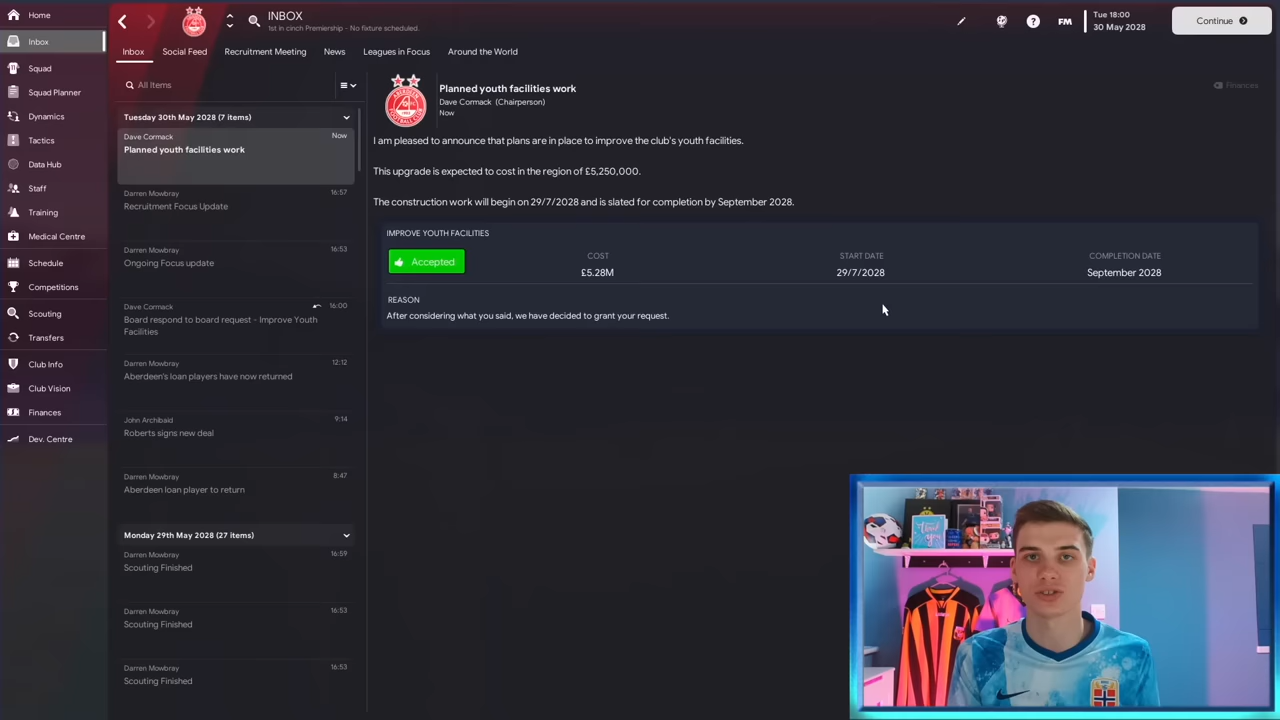 Home
Inbox
Squad
Squad Planner
Dynamics
Tactics
Data Hub
Staff
Training
Medical Centre
Schedule
Competitions
Scouting
Transfers
Club Info
Club Vision
Finances
Dev. Centre
INBOX
1st in cinch Premiership - No fixture scheduled.
FM
Tue 18:00
30 May 2028
Continue
Inbox Social Feed Recruitment Meeting News Leagues in Focus Around the World
All Items
Tuesday 30th May 2028 (7 items)
Dave Cormack Now
Planned youth facilities work
Darren Mowbray 16:57
Recruitment Focus Update
Darren Mowbray 16:53
Ongoing Focus update
Dave Cormack 16:00
Board respond to board request - Improve Youth
Facilities
Darren Mowbray 12:12
Aberdeen's loan players have now returned
John Archibald 9:14
Roberts signs new deal
Darren Mowbray 8:47
Aberdeen loan player to return
Monday 29th May 2028 (27 items)
Darren Mowbray 16:59
Scouting Finished
Darren Mowbray 16:53
Scouting Finished
Darren Mowbray 16:53
Scouting Finished
Planned youth facilities work
Dave Cormack (Chairperson)
Now
Finances
I am pleased to announce that plans are in place to improve the club's youth facilities.
This upgrade is expected to cost in the region of £5,250,000.
The construction work will begin on 29/7/2028 and is slated for completion by September 2028.
IMPROVE YOUTH FACILITIES
Accepted
COST START DATE COMPLETION DATE
£5.28M 29/7/2028 September 2028
REASON
After considering what you said, we have decided to grant your request.